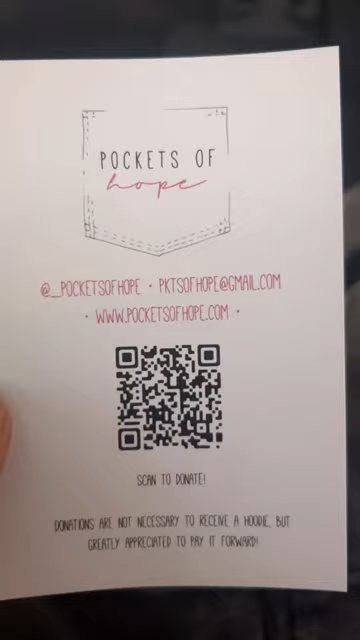 POCKETS OF
hope
@_POCKETSOFHOPE • PKTSOFHOPE@GMAIL.COM
• WWW.POCKETSOFHOPE.COM •
SCAN TO DONATE!
DONATIONS ARE NOT NECESSARY TO RECEIVE A HOODIE, BUT
GREATLY APPRECIATED TO PAY IT FORWARD!